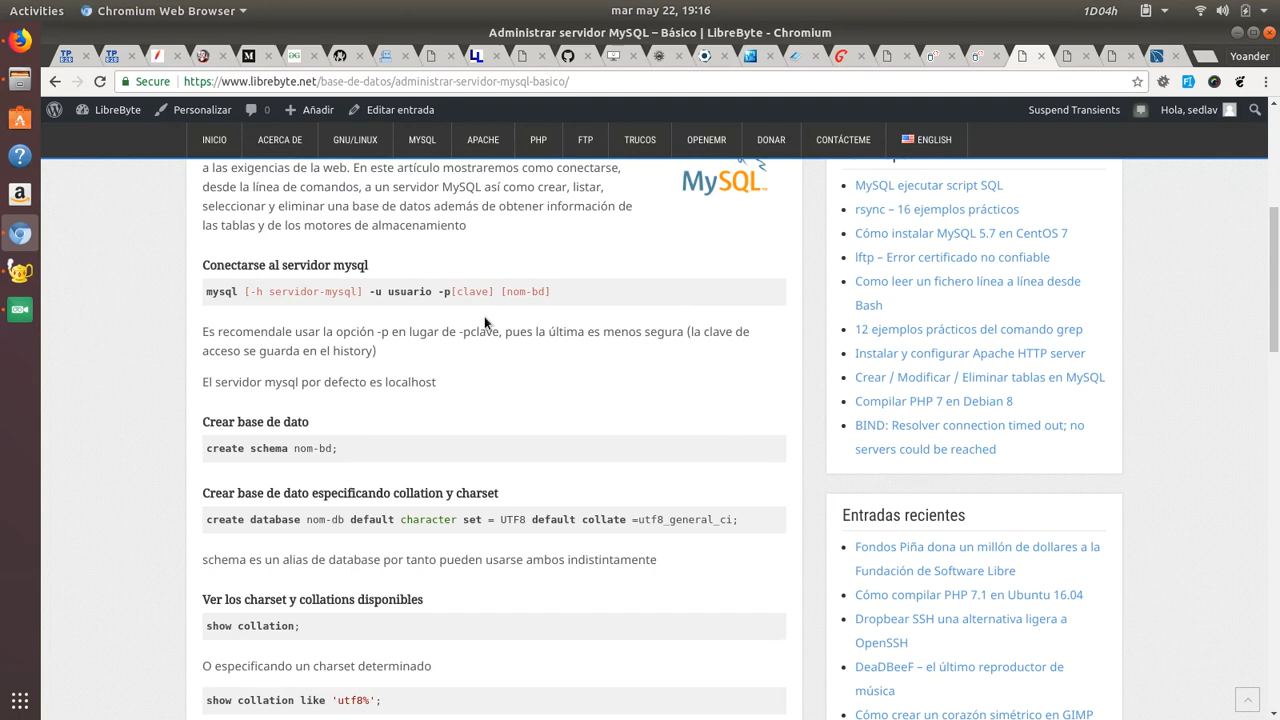 Activities
Chromium Web Browser
mar may 22, 19:16
1D04h
Administrar servidor MySQL – Básico | LibreByte - Chromium
Yoander
Secure
https://www.librebyte.net/base-de-datos/administrar-servidor-mysql-basico/
LibreByte
Personalizar
0
Añadir
Editar entrada
Suspend Transients
Hola, sedlav
INICIO
ACERCA DE
GNU/LINUX
MYSQL
APACHE
PHP
FTP
TRUCOS
OPENEMR
DONAR
CONTÁCTEME
ENGLISH
a las exigencias de la web. En este artículo mostraremos como conectarse,
desde la línea de comandos, a un servidor MySQL así como crear, listar,
seleccionar y eliminar una base de datos además de obtener información de
las tablas y de los motores de almacenamiento
MySQL
Conectarse al servidor mysql
mysql [-h servidor-mysql] -u usuario -p[clave] [nom-bd]
Es recomendale usar la opción -p en lugar de -pclave, pues la última es menos segura (la clave de
acceso se guarda en el history)
El servidor mysql por defecto es localhost
Crear base de dato
create schema nom-bd;
Crear base de dato especificando collation y charset
create database nom-db default character set = UTF8 default collate =utf8_general_ci;
schema es un alias de database por tanto pueden usarse ambos indistintamente
Ver los charset y collations disponibles
show collation;
O especificando un charset determinado
show collation like 'utf8%';
MySQL ejecutar script SQL
rsync – 16 ejemplos prácticos
Cómo instalar MySQL 5.7 en CentOS 7
lftp – Error certificado no confiable
Como leer un fichero línea a línea desde
Bash
12 ejemplos prácticos del comando grep
Instalar y configurar Apache HTTP server
Crear / Modificar / Eliminar tablas en MySQL
Compilar PHP 7 en Debian 8
BIND: Resolver connection timed out; no
servers could be reached
Entradas recientes
Fondos Piña dona un millón de dollares a la
Fundación de Software Libre
Cómo compilar PHP 7.1 en Ubuntu 16.04
Dropbear SSH una alternativa ligera a
OpenSSH
DeaDBeeF – el último reproductor de
música
Cómo crear un corazón simétrico en GIMP